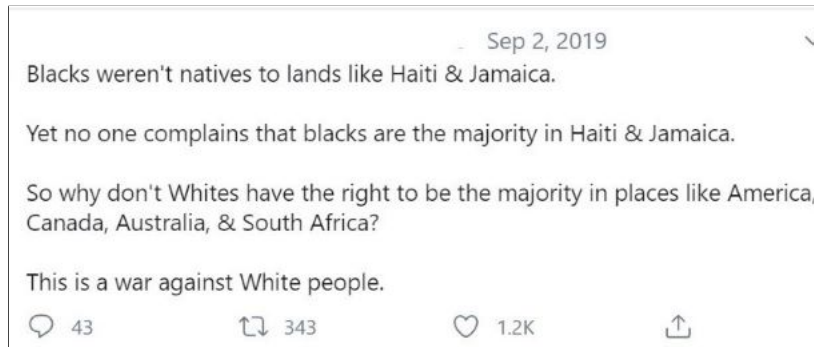 Sep 2, 2019
Blacks weren't natives to lands like Haiti & Jamaica.
Yet no one complains that blacks are the majority in Haiti & Jamaica.
So why don't Whites have the right to be the majority in places like America,
Canada, Australia, & South Africa?
This is a war against White people.
43 343 1.2K